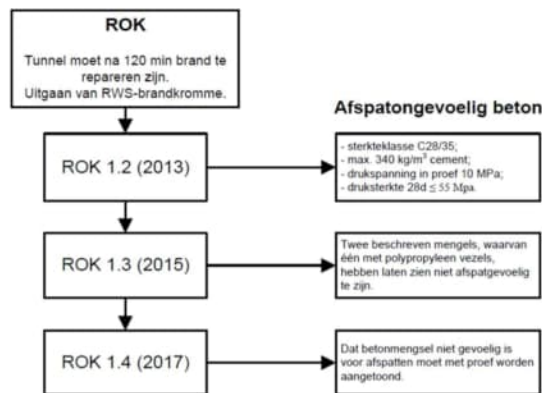 ROK
Tunnel moet na 120 min brand te
repareren zijn.
Uitgaan van RWS-brandkromme.
Afspatongevoelig beton
ROK 1.2 (2013)
- sterkteklasse C28/35;
- max. 340 kg/m³ cement;
- drukspanning in proef 10 MPa;
- druksterkte 28d ≤ 55 Mpa.
ROK 1.3 (2015)
Twee beschreven mengels, waarvan
één met polypropyleen vezels,
hebben laten zien niet afspatgevoelig
te zijn.
ROK 1.4 (2017)
Dat betonmengsel niet gevoelig is
voor afspatten moet met proef worden
aangetoond.